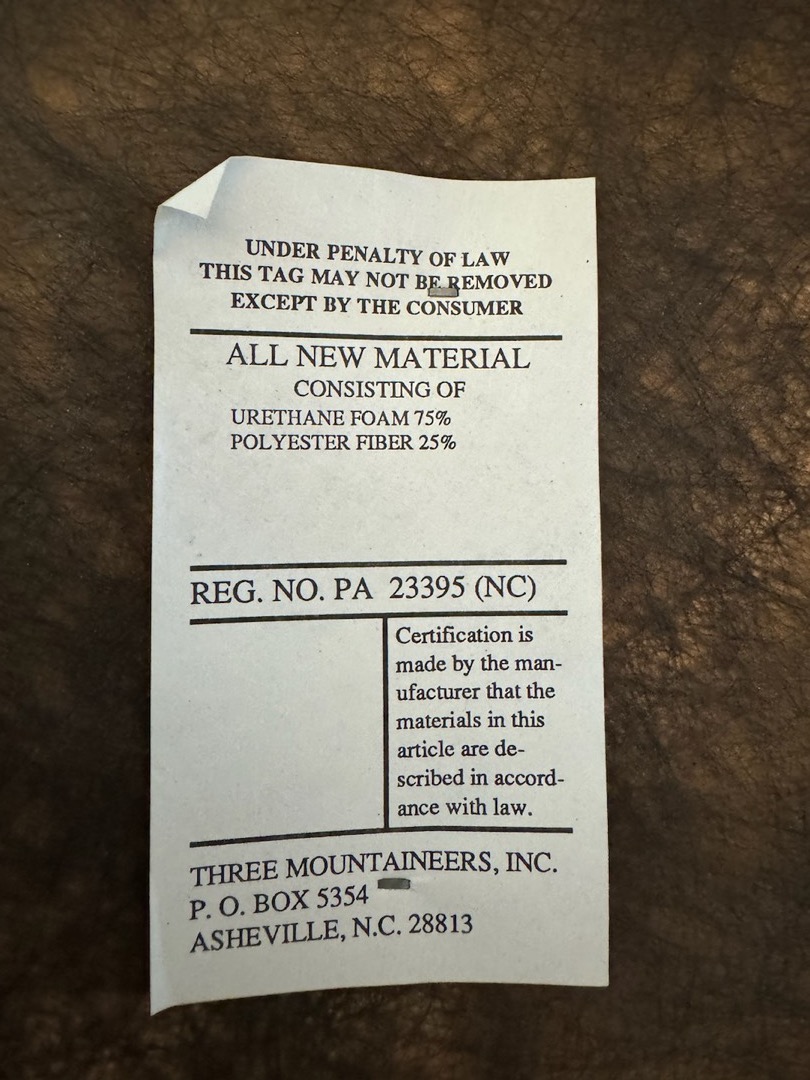 UNDER PENALTY OF LAW
THIS TAG MAY NOT BE REMOVED
EXCEPT BY THE CONSUMER
ALL NEW MATERIAL
CONSISTING OF
URETHANE FOAM 75%
POLYESTER FIBER 25%
REG. NO. PA 23395 (NC)
Certification is
made by the man-
ufacturer that the
materials in this
article are de-
scribed in accord-
ance with law.
THREE MOUNTAINEERS, INC.
P. O. BOX 5354
ASHEVILLE, N.C. 28813